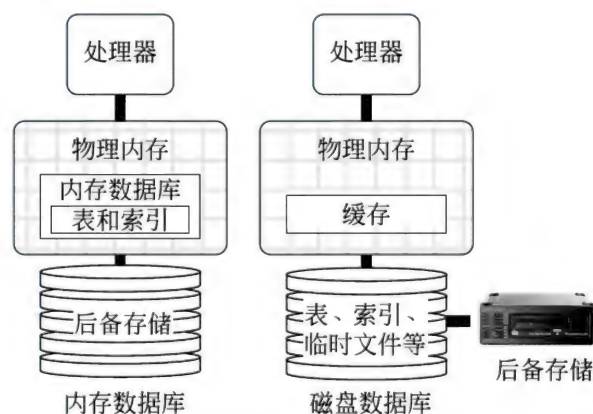 处理器
物理内存
内存数据库
表和索引
后备存储
内存数据库
处理器
物理内存
缓存
表、索引、
临时文件等
后备存储
磁盘数据库